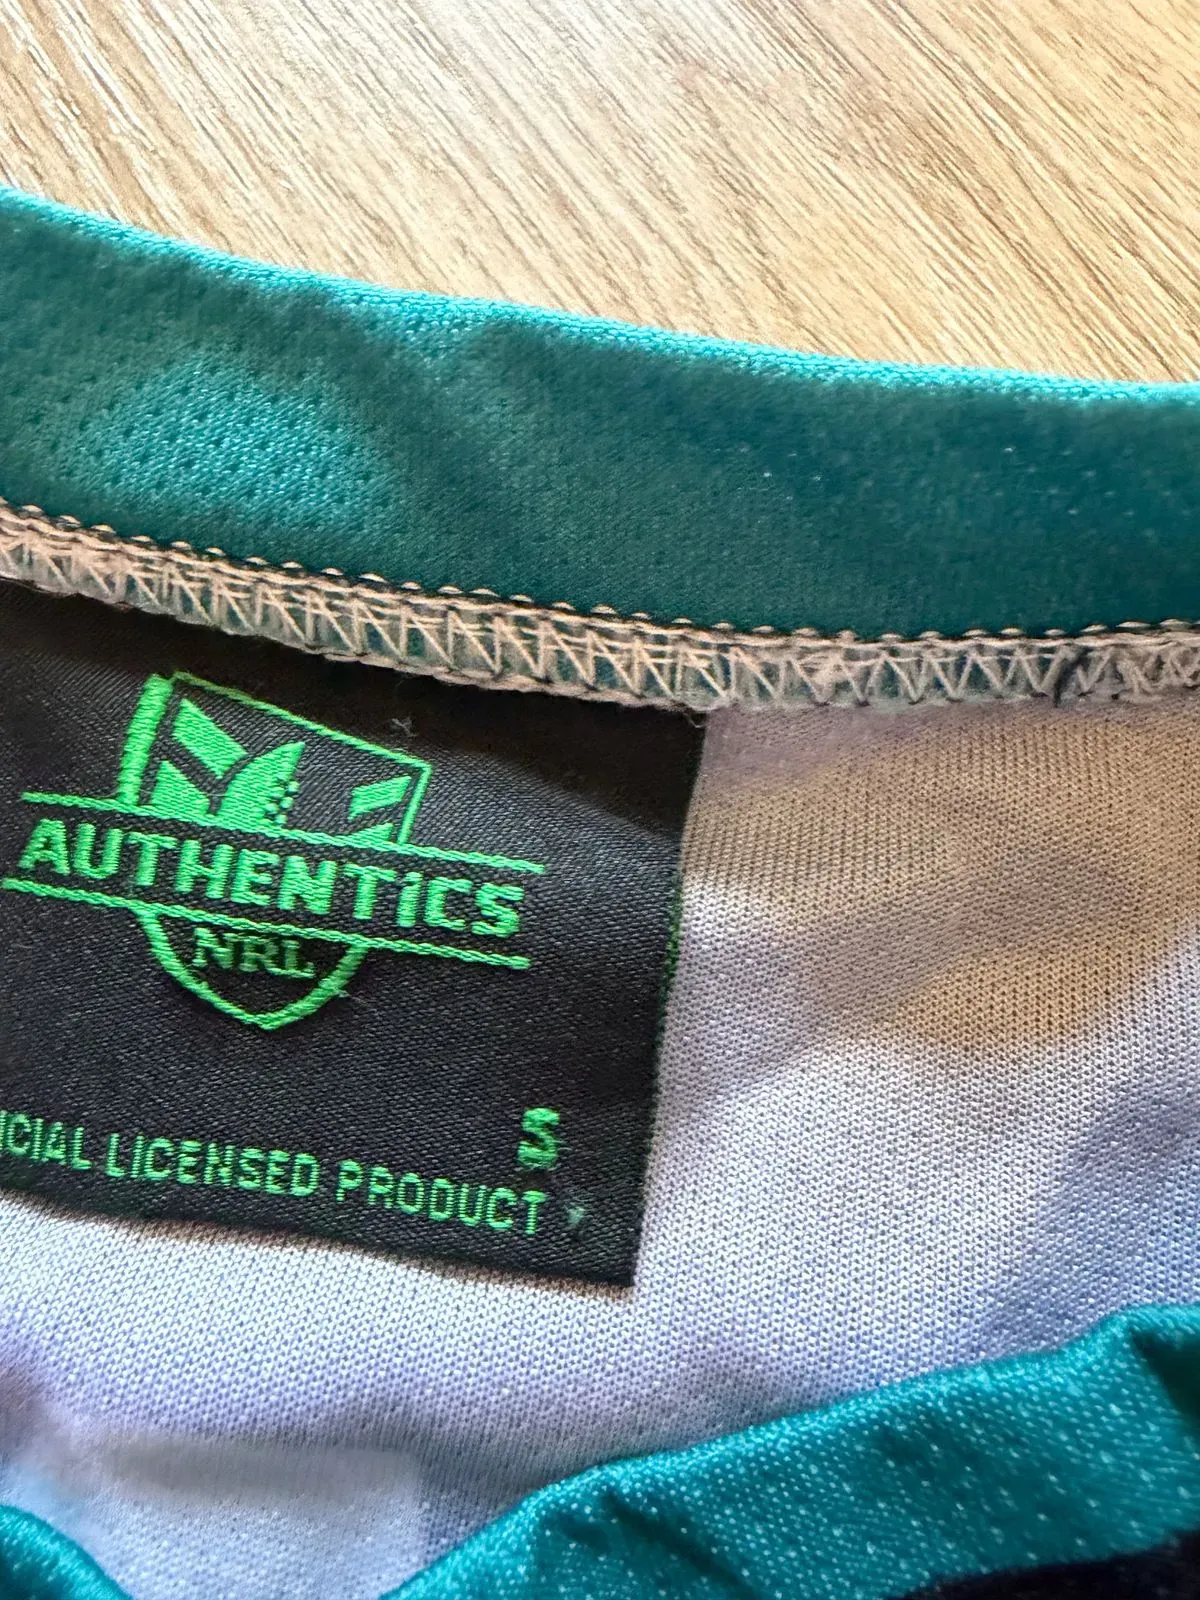 AUTHENTiCS
NRL
S
ICIAL LICENSED PRODUCT